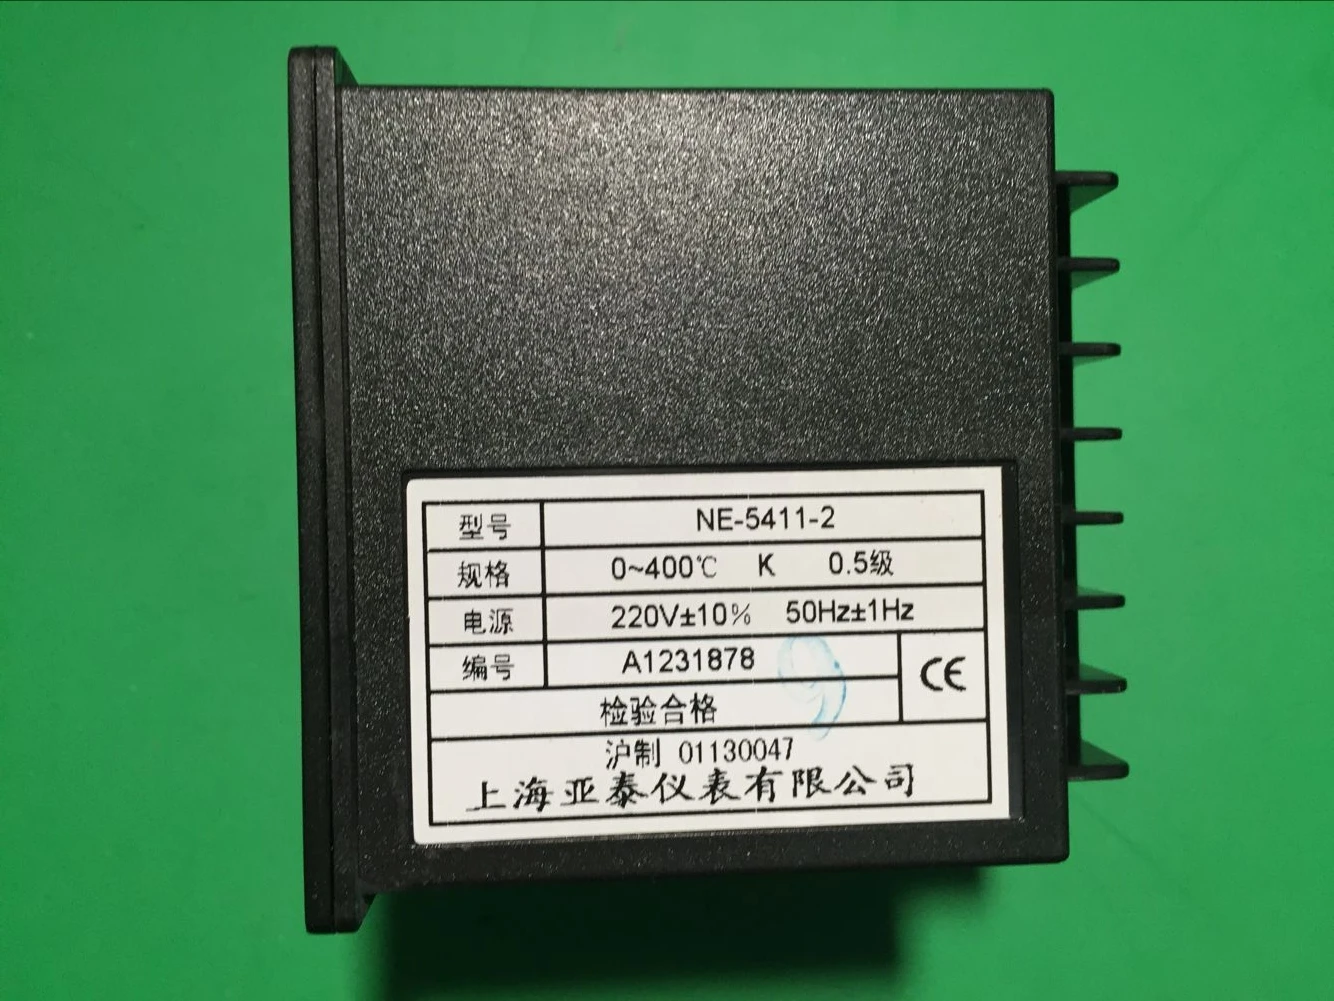 型号 NE-5411-2
规格 0~400℃ K 0.5级
电源 220V±10% 50Hz±1Hz
编号 A1231878
CE
检验合格
沪制 01130047
上海亚泰仪表有限公司